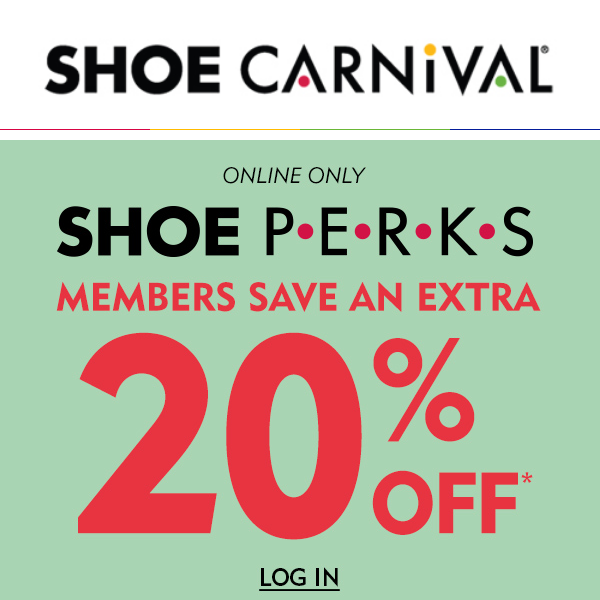 SHOE CARNiVAL®
ONLINE ONLY
SHOE P•E•R•K•S
MEMBERS SAVE AN EXTRA
20%
OFF*
LOG IN